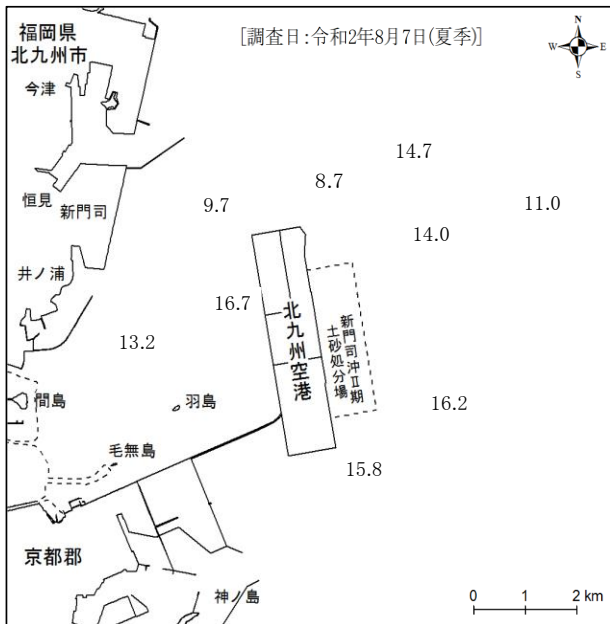 福岡県
北九州市
[調査日:令和2年8月7日(夏季)]
N
W
E
S
今津
14.7
8.7
恒見
新門司
9.7
11.0
14.0
井ノ浦
16.7
北九州空港
新門司沖Ⅱ期
土砂処分場
13.2
間島
羽島
16.2
毛無島
15.8
京都郡
神ノ島
0 1 2 km